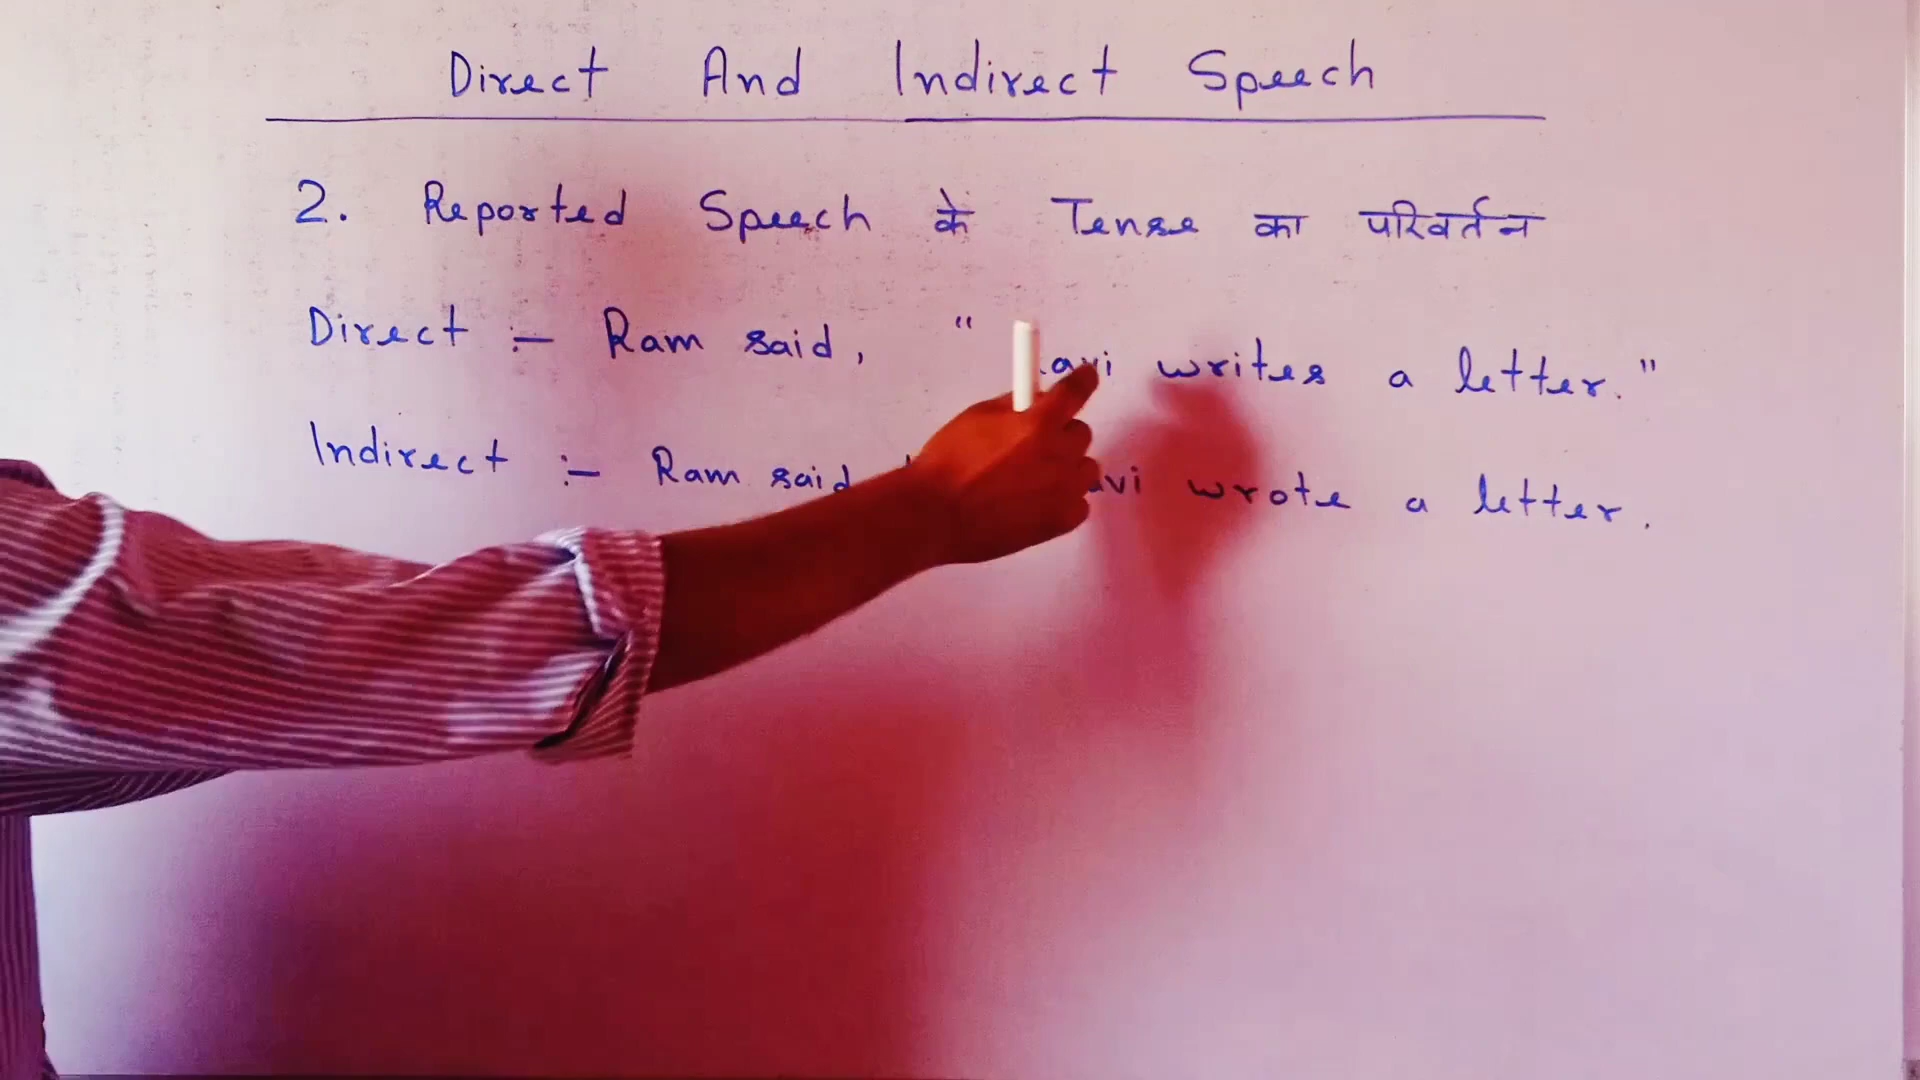 Direct And Indirect Speech
2. Reported Speech के Tense का परिवर्तन
Direct :- Ram said, " writes a letter."
Indirect :- Ram said wrote a letter.